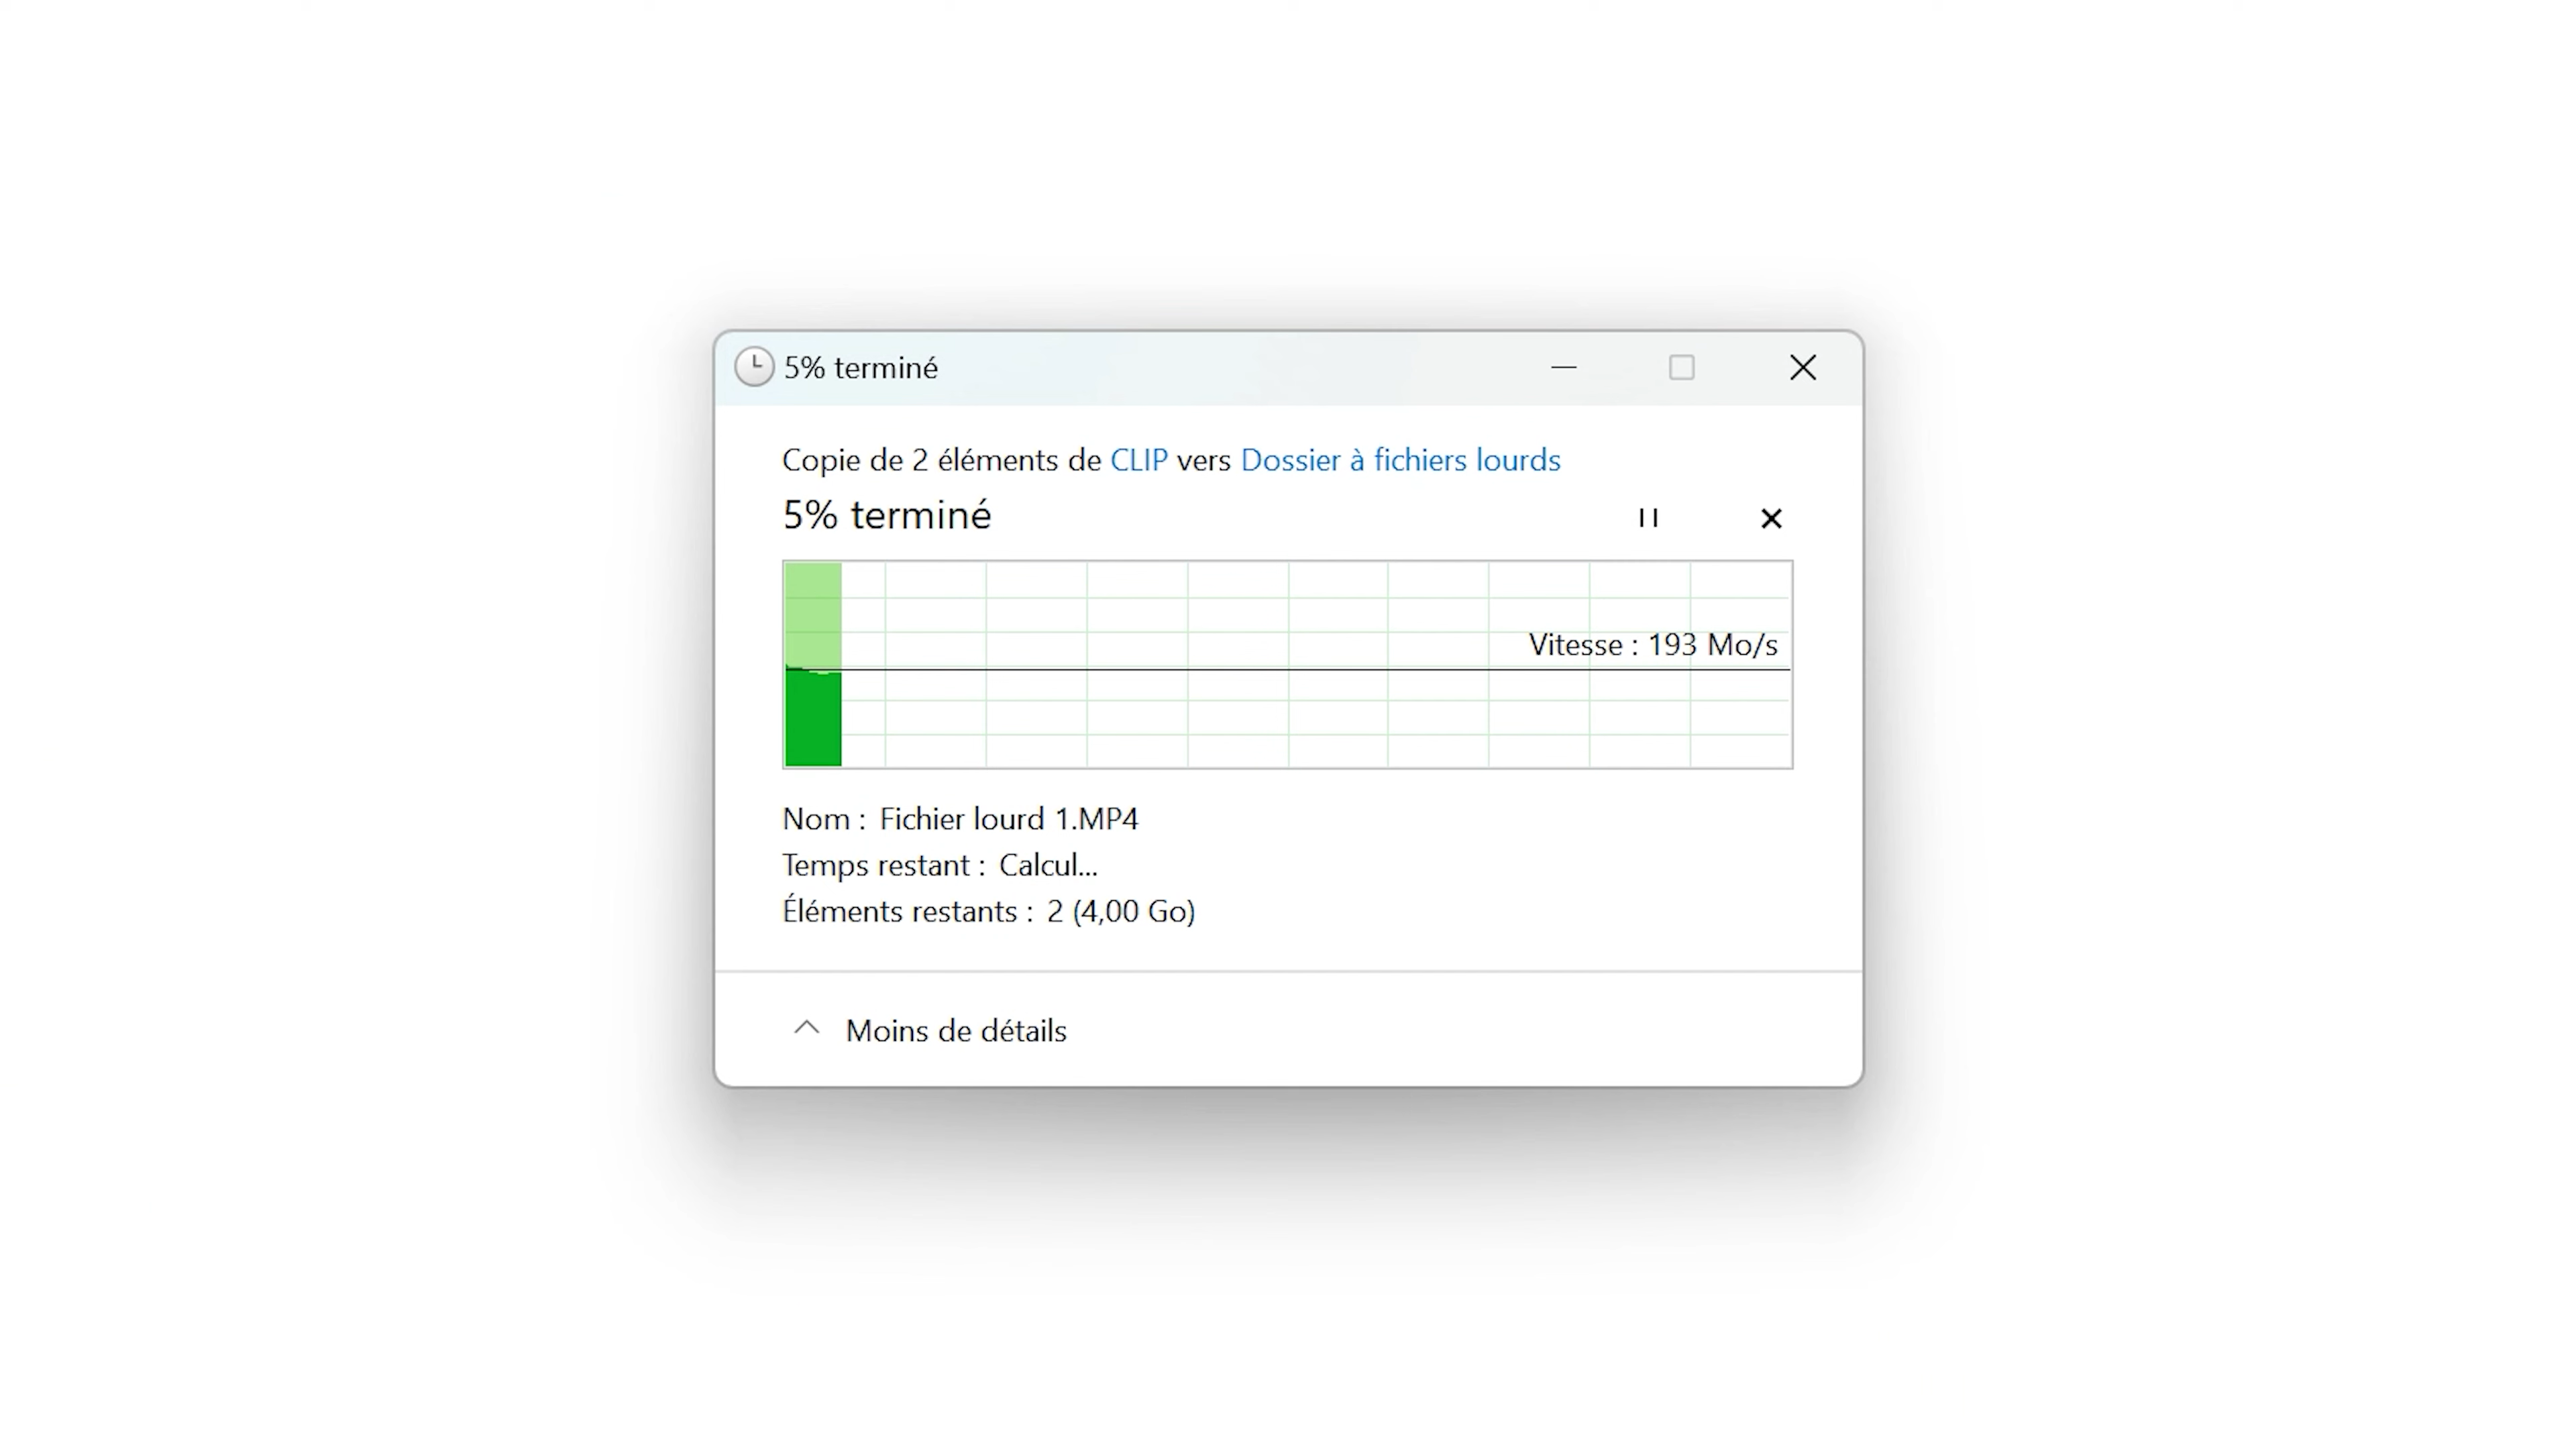 5% terminé
Copie de 2 éléments de CLIP vers Dossier à fichiers lourds
5% terminé
Vitesse : 193 Mo/s
Nom : Fichier lourd 1.MP4
Temps restant : Calcul...
Éléments restants : 2 (4,00 Go)
Moins de détails